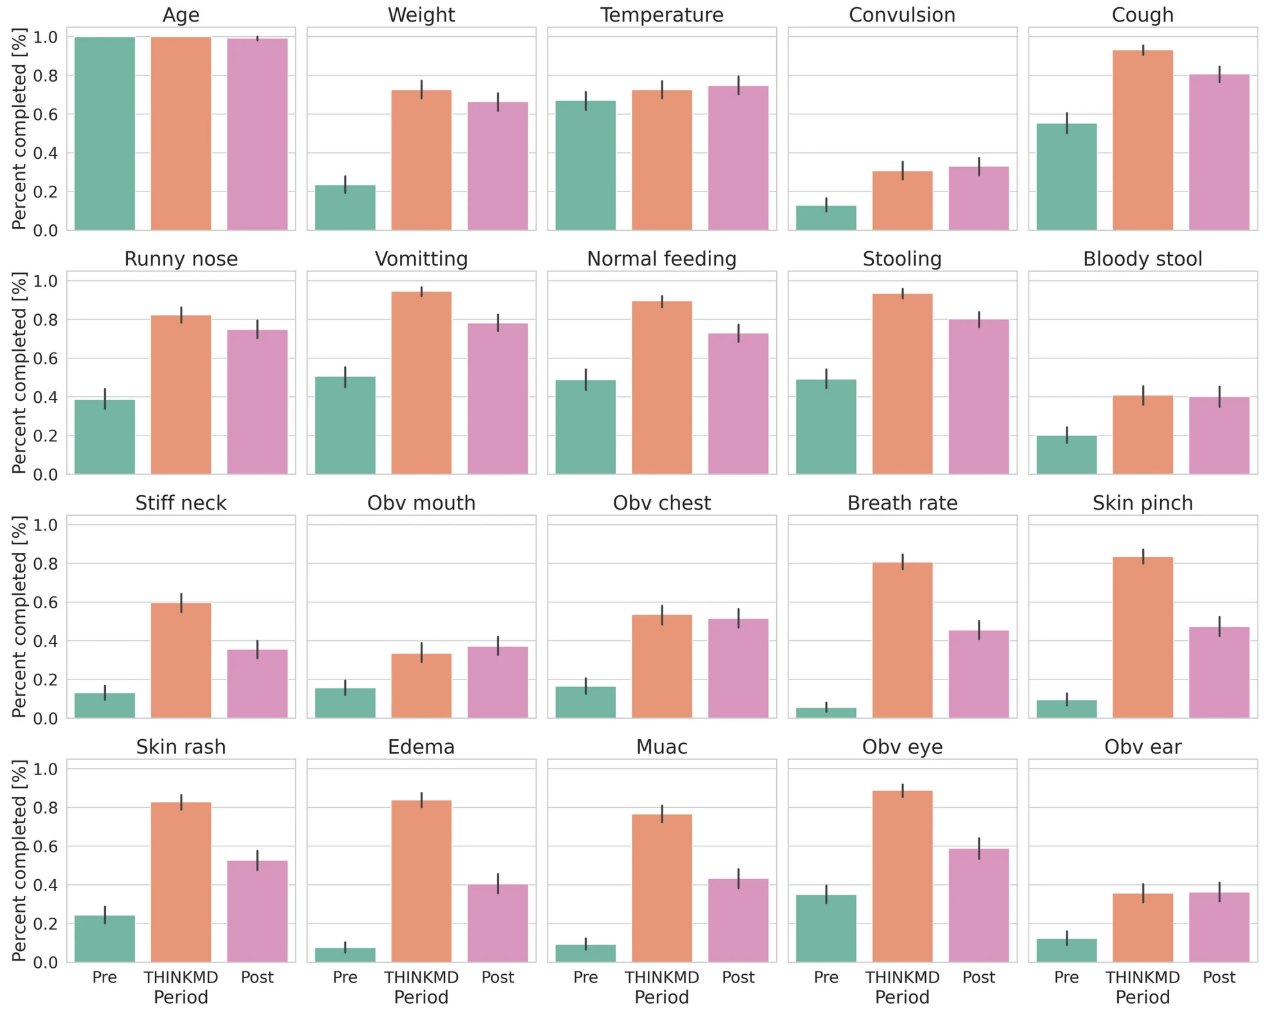 Age Weight Temperature Convulsion Cough
Percent completed [%]
1.0
0.8
0.6
0.4
0.2
0.0
Runny nose Vomitting Normal feeding Stooling Bloody stool
Percent completed [%]
1.0
0.8
0.6
0.4
0.2
0.0
Stiff neck Obv mouth Obv chest Breath rate Skin pinch
Percent completed [%]
1.0
0.8
0.6
0.4
0.2
0.0
Skin rash Edema Muac Obv eye Obv ear
Percent completed [%]
1.0
0.8
0.6
0.4
0.2
0.0
Pre THINKMD Post Pre THINKMD Post Pre THINKMD Post Pre THINKMD Post Pre THINKMD Post
Period Period Period Period Period